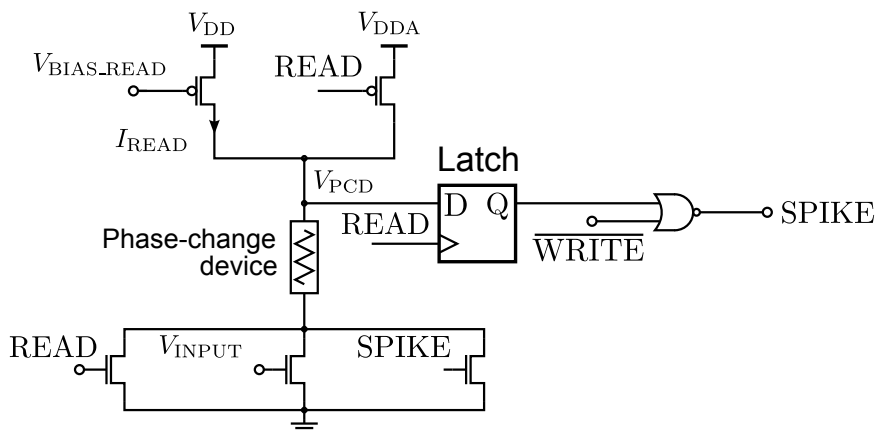 V_DD
V_DDA
V_BIAS_READ
READ
I_READ
Latch
V_PCD
D Q
READ
SPIKE
WRITE
Phase-change
device
READ
V_INPUT
SPIKE